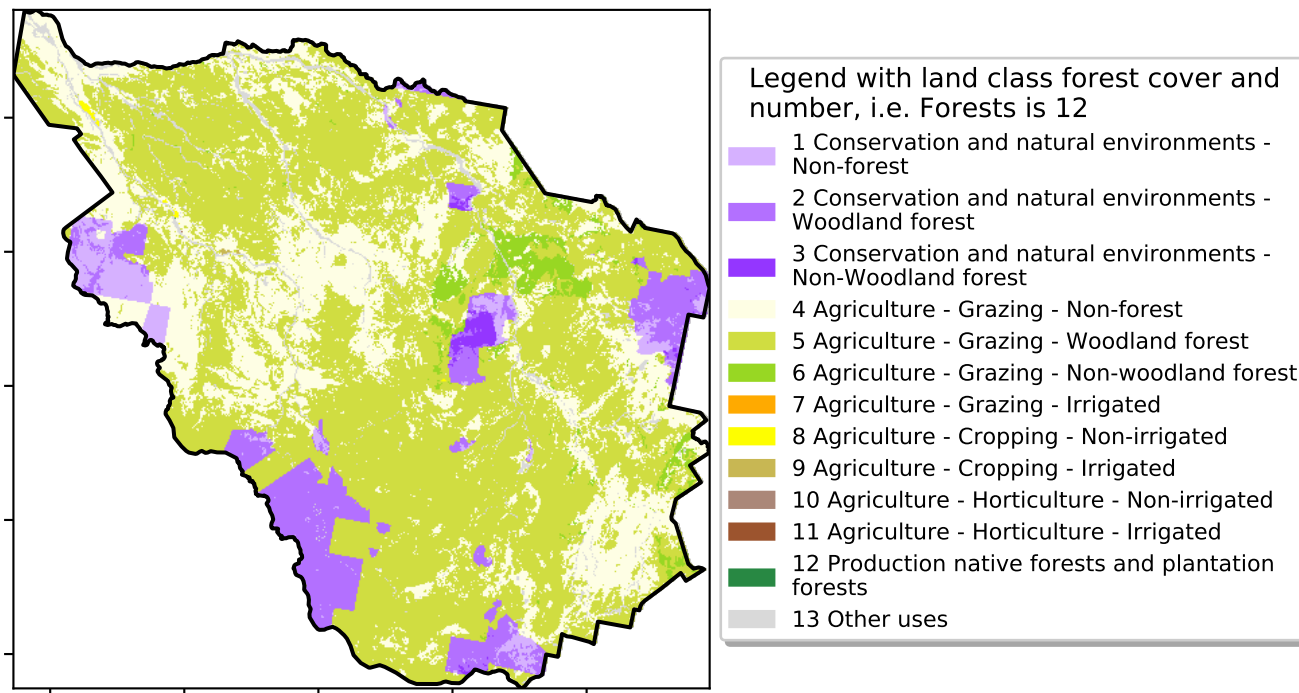 Legend with land class forest cover and
number, i.e. Forests is 12
1 Conservation and natural environments -
Non-forest
2 Conservation and natural environments -
Woodland forest
3 Conservation and natural environments -
Non-Woodland forest
4 Agriculture - Grazing - Non-forest
5 Agriculture - Grazing - Woodland forest
6 Agriculture - Grazing - Non-woodland forest
7 Agriculture - Grazing - Irrigated
8 Agriculture - Cropping - Non-irrigated
9 Agriculture - Cropping - Irrigated
10 Agriculture - Horticulture - Non-irrigated
11 Agriculture - Horticulture - Irrigated
12 Production native forests and plantation
forests
13 Other uses